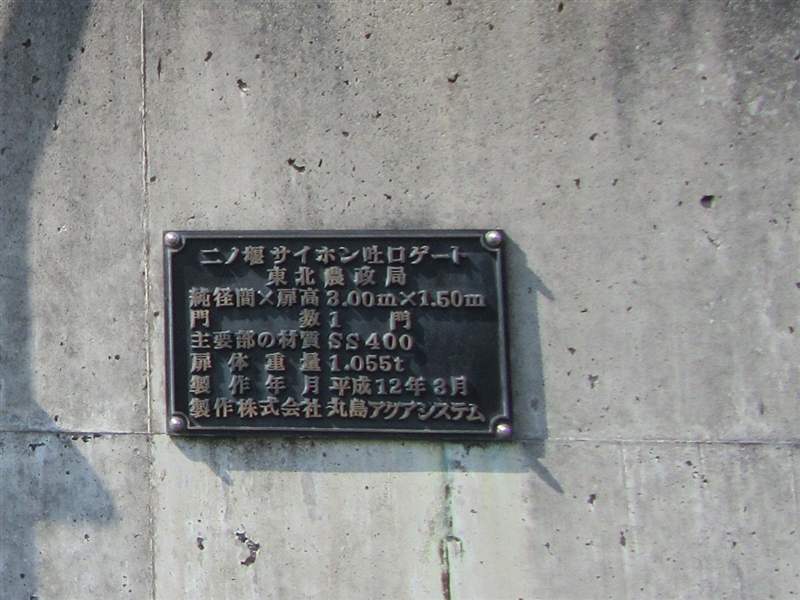 二ノ堰サイホン吐口ゲート
東北農政局
純径間×扉高 3.00m×1.50m
門数 1門
主要部の材質 SS400
扉体重量 1.055t
製作年月 平成12年3月
製作株式会社丸島アクアシステム